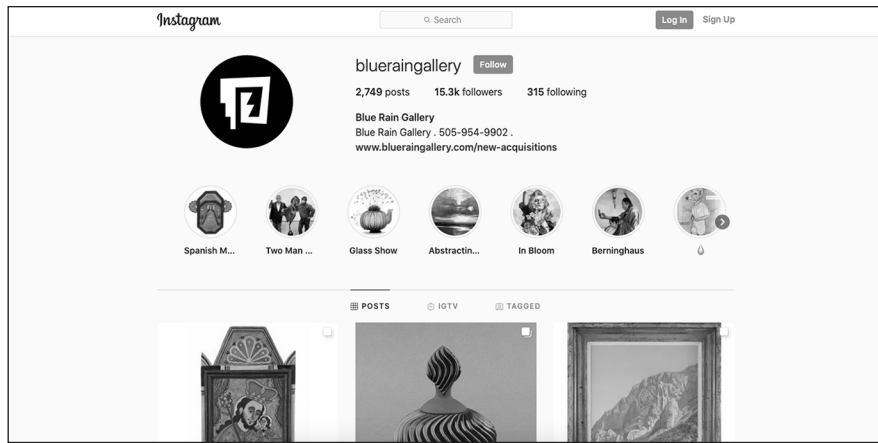 Instagram
Search
Log In Sign Up
blueraingallery Follow
2,749 posts 15.3k followers 315 following
Blue Rain Gallery
Blue Rain Gallery . 505-954-9902 .
www.blueraingallery.com/new-acquisitions
Spanish M... Two Man ... Glass Show Abstractin... In Bloom Berninghaus
POSTS IGTV TAGGED